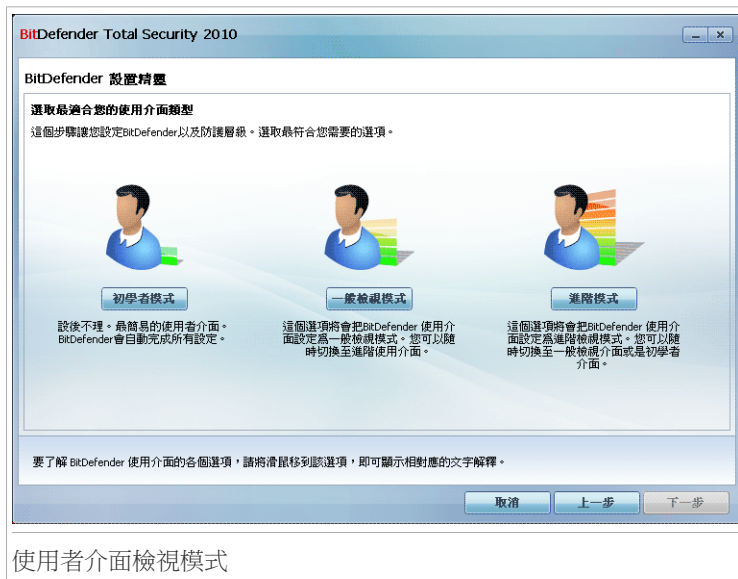 BitDefender Total Security 2010
BitDefender 設置精靈
選取最適合您的使用介面類型
這個步驟讓您設定BitDefender以及防護層級。選取最符合您需要的選項。
初學者模式
設後不理。最簡易的使用者介面。
BitDefender會自動完成所有設定。
一般檢視模式
這個選項將會把BitDefender 使用介
面設定爲一般檢視模式。您可以隨
時切換至進階使用介面。
進階模式
這個選項將會把BitDefender 使用介
面設定爲進階檢視模式。您可以隨
時切換至一般檢視介面或是初學者
介面。
要了解 BitDefender 使用介面的各個選項，請將滑鼠移到該選項，即可顯示相對應的文字解釋。
取消
上一步
下一步
使用者介面檢視模式